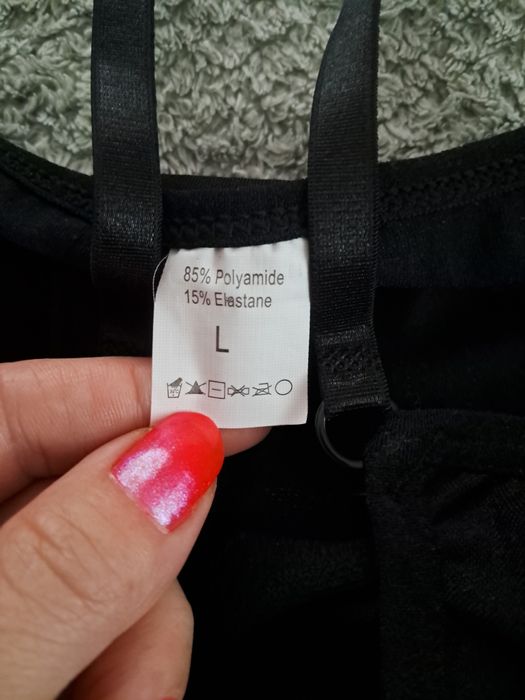 85% Polyamide
15% Elastane
L